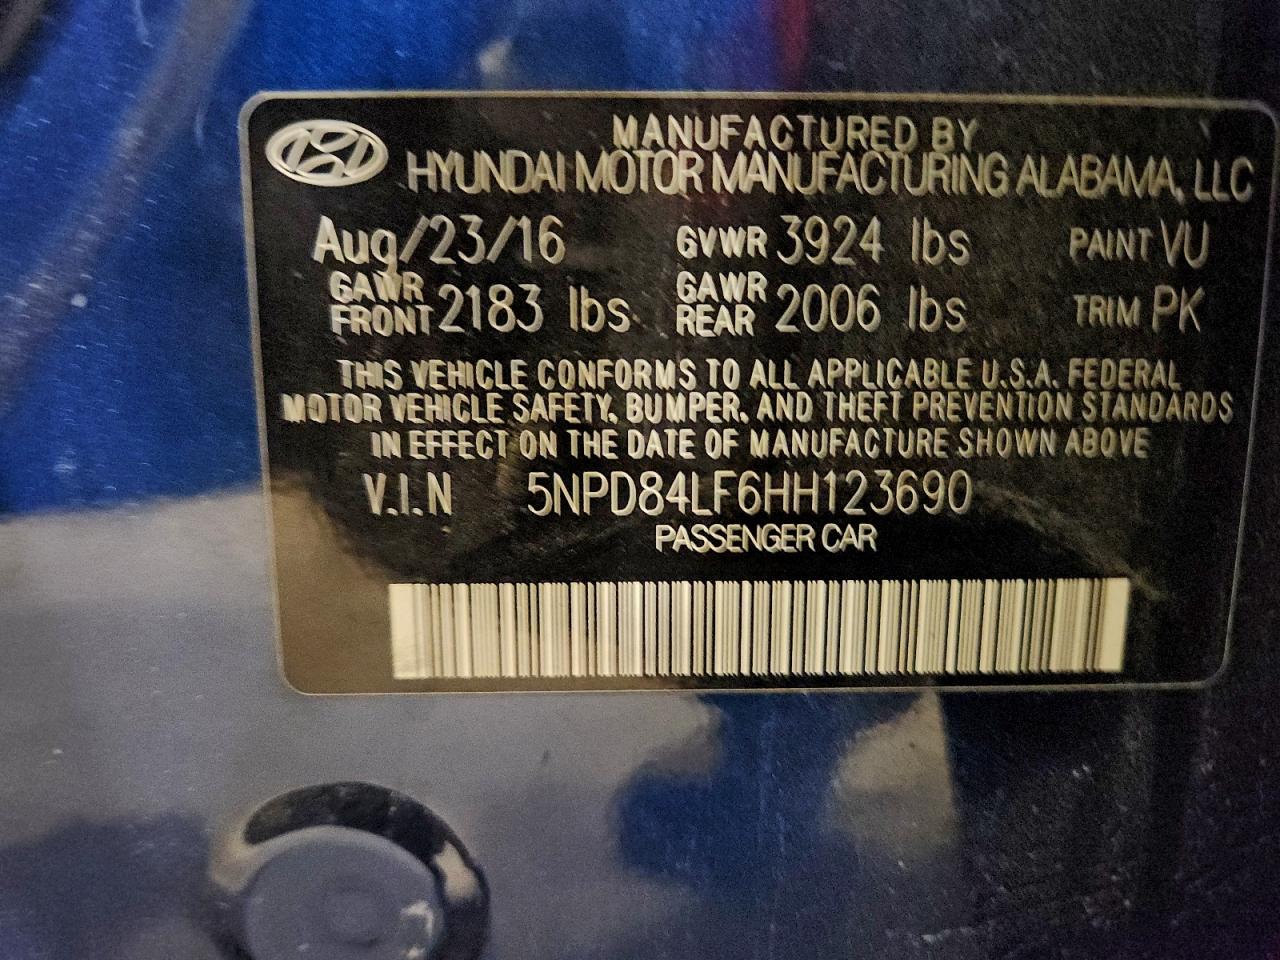 MANUFACTURED BY
HYUNDAI MOTOR MANUFACTURING ALABAMA, LLC
Aug/23/16 GVWR 3924 lbs PAINT VU
GAWR FRONT 2183 lbs GAWR REAR 2006 lbs TRIM PK
THIS VEHICLE CONFORMS TO ALL APPLICABLE U.S.A. FEDERAL
MOTOR VEHICLE SAFETY, BUMPER, AND THEFT PREVENTION STANDARDS
IN EFFECT ON THE DATE OF MANUFACTURE SHOWN ABOVE
V.I.N 5NPD84LF6HH123690
PASSENGER CAR